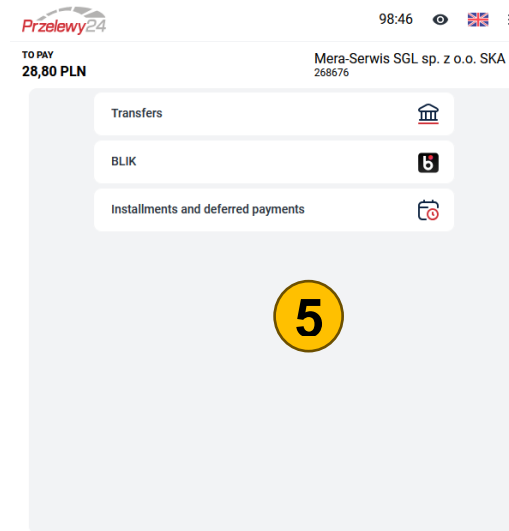 Przelewy24
98:46
TO PAY
28,80 PLN
Mera-Serwis SGL sp. z o.o. SKA
268676
Transfers
BLIK
Installments and deferred payments
5